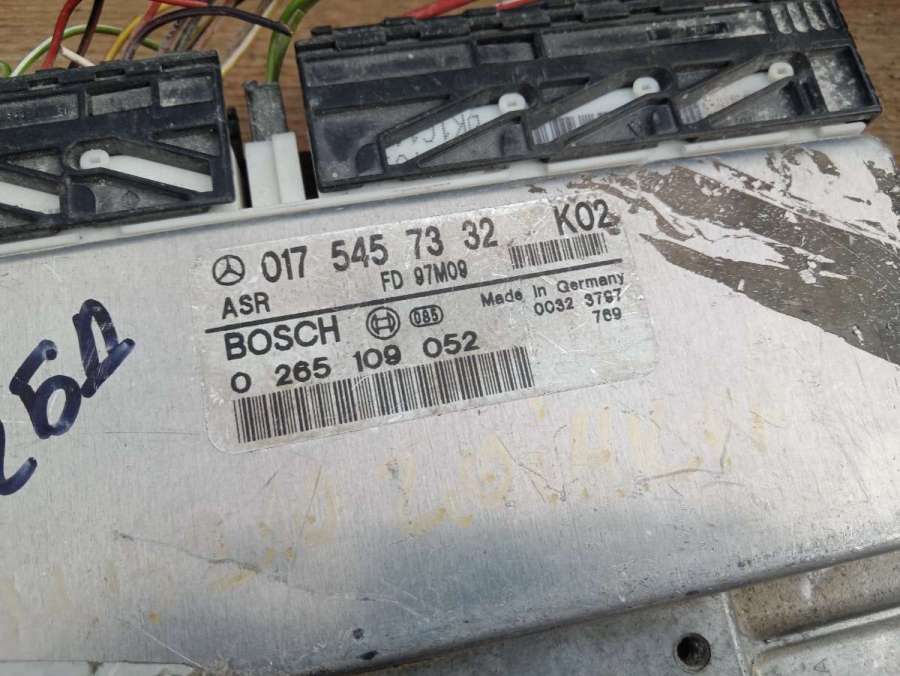 017 545 73 32 K02
FD 97M09
ASR
BOSCH 085 Made in Germany
0 265 109 052 0032 3797
769